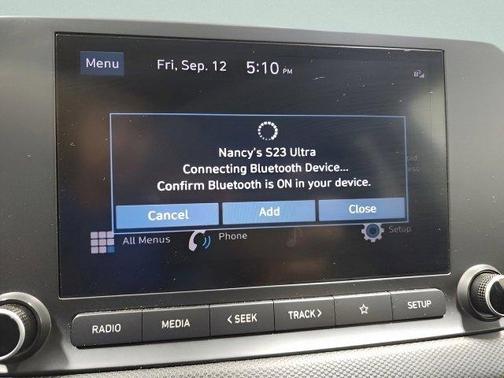 Menu Fri, Sep. 12 5:10 PM
Nancy's S23 Ultra
Connecting Bluetooth Device...
Confirm Bluetooth is ON in your device.
Cancel Add Close
All Menus Phone Setup
RADIO MEDIA < SEEK TRACK > SETUP